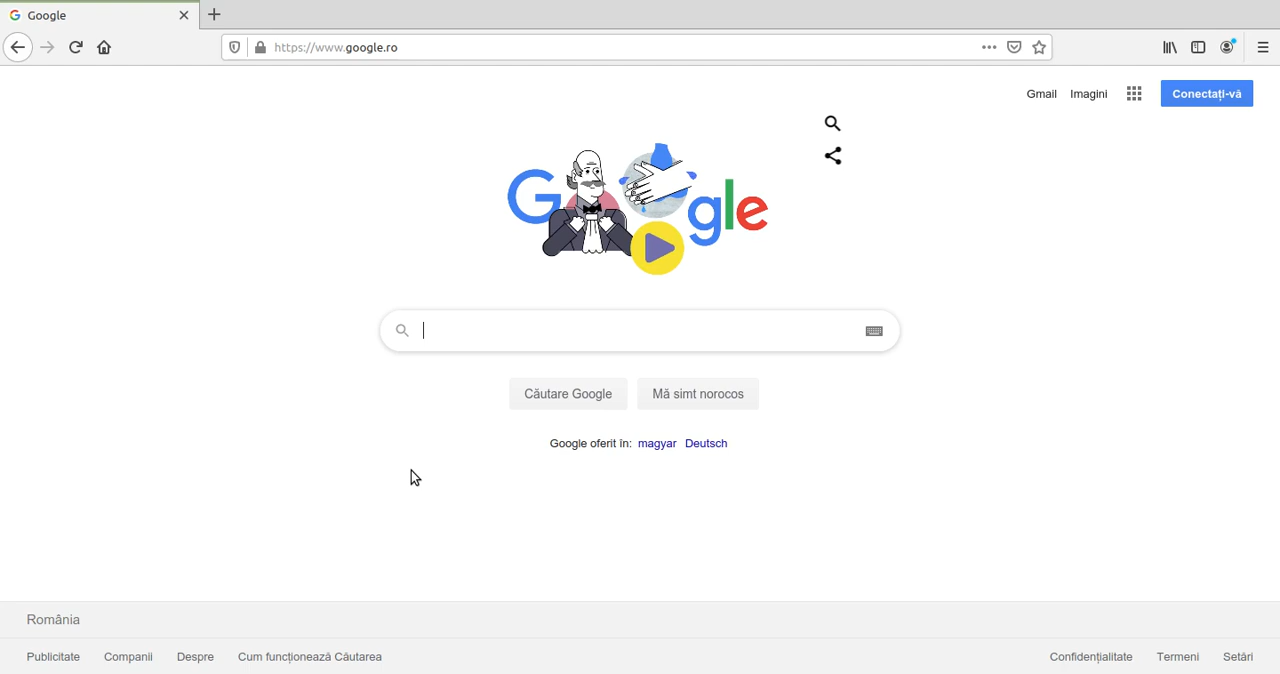 Google
https://www.google.ro
Gmail Imagini Conectați-vă
Google
Căutare Google Mă simt norocos
Google oferit în: magyar Deutsch
România
Publicitate Companii Despre Cum funcționează Căutarea Confidențialitate Termeni Setări